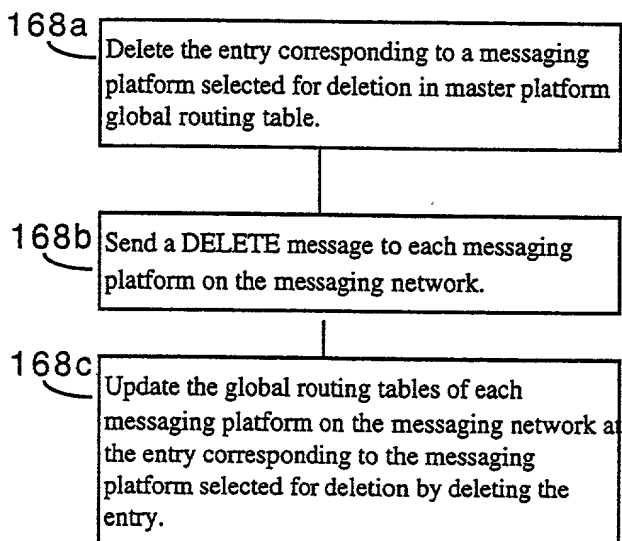 168a
Delete the entry corresponding to a messaging
platform selected for deletion in master platform
global routing table.
168b
Send a DELETE message to each messaging
platform on the messaging network.
168c
Update the global routing tables of each
messaging platform on the messaging network at
the entry corresponding to the messaging
platform selected for deletion by deleting the
entry.